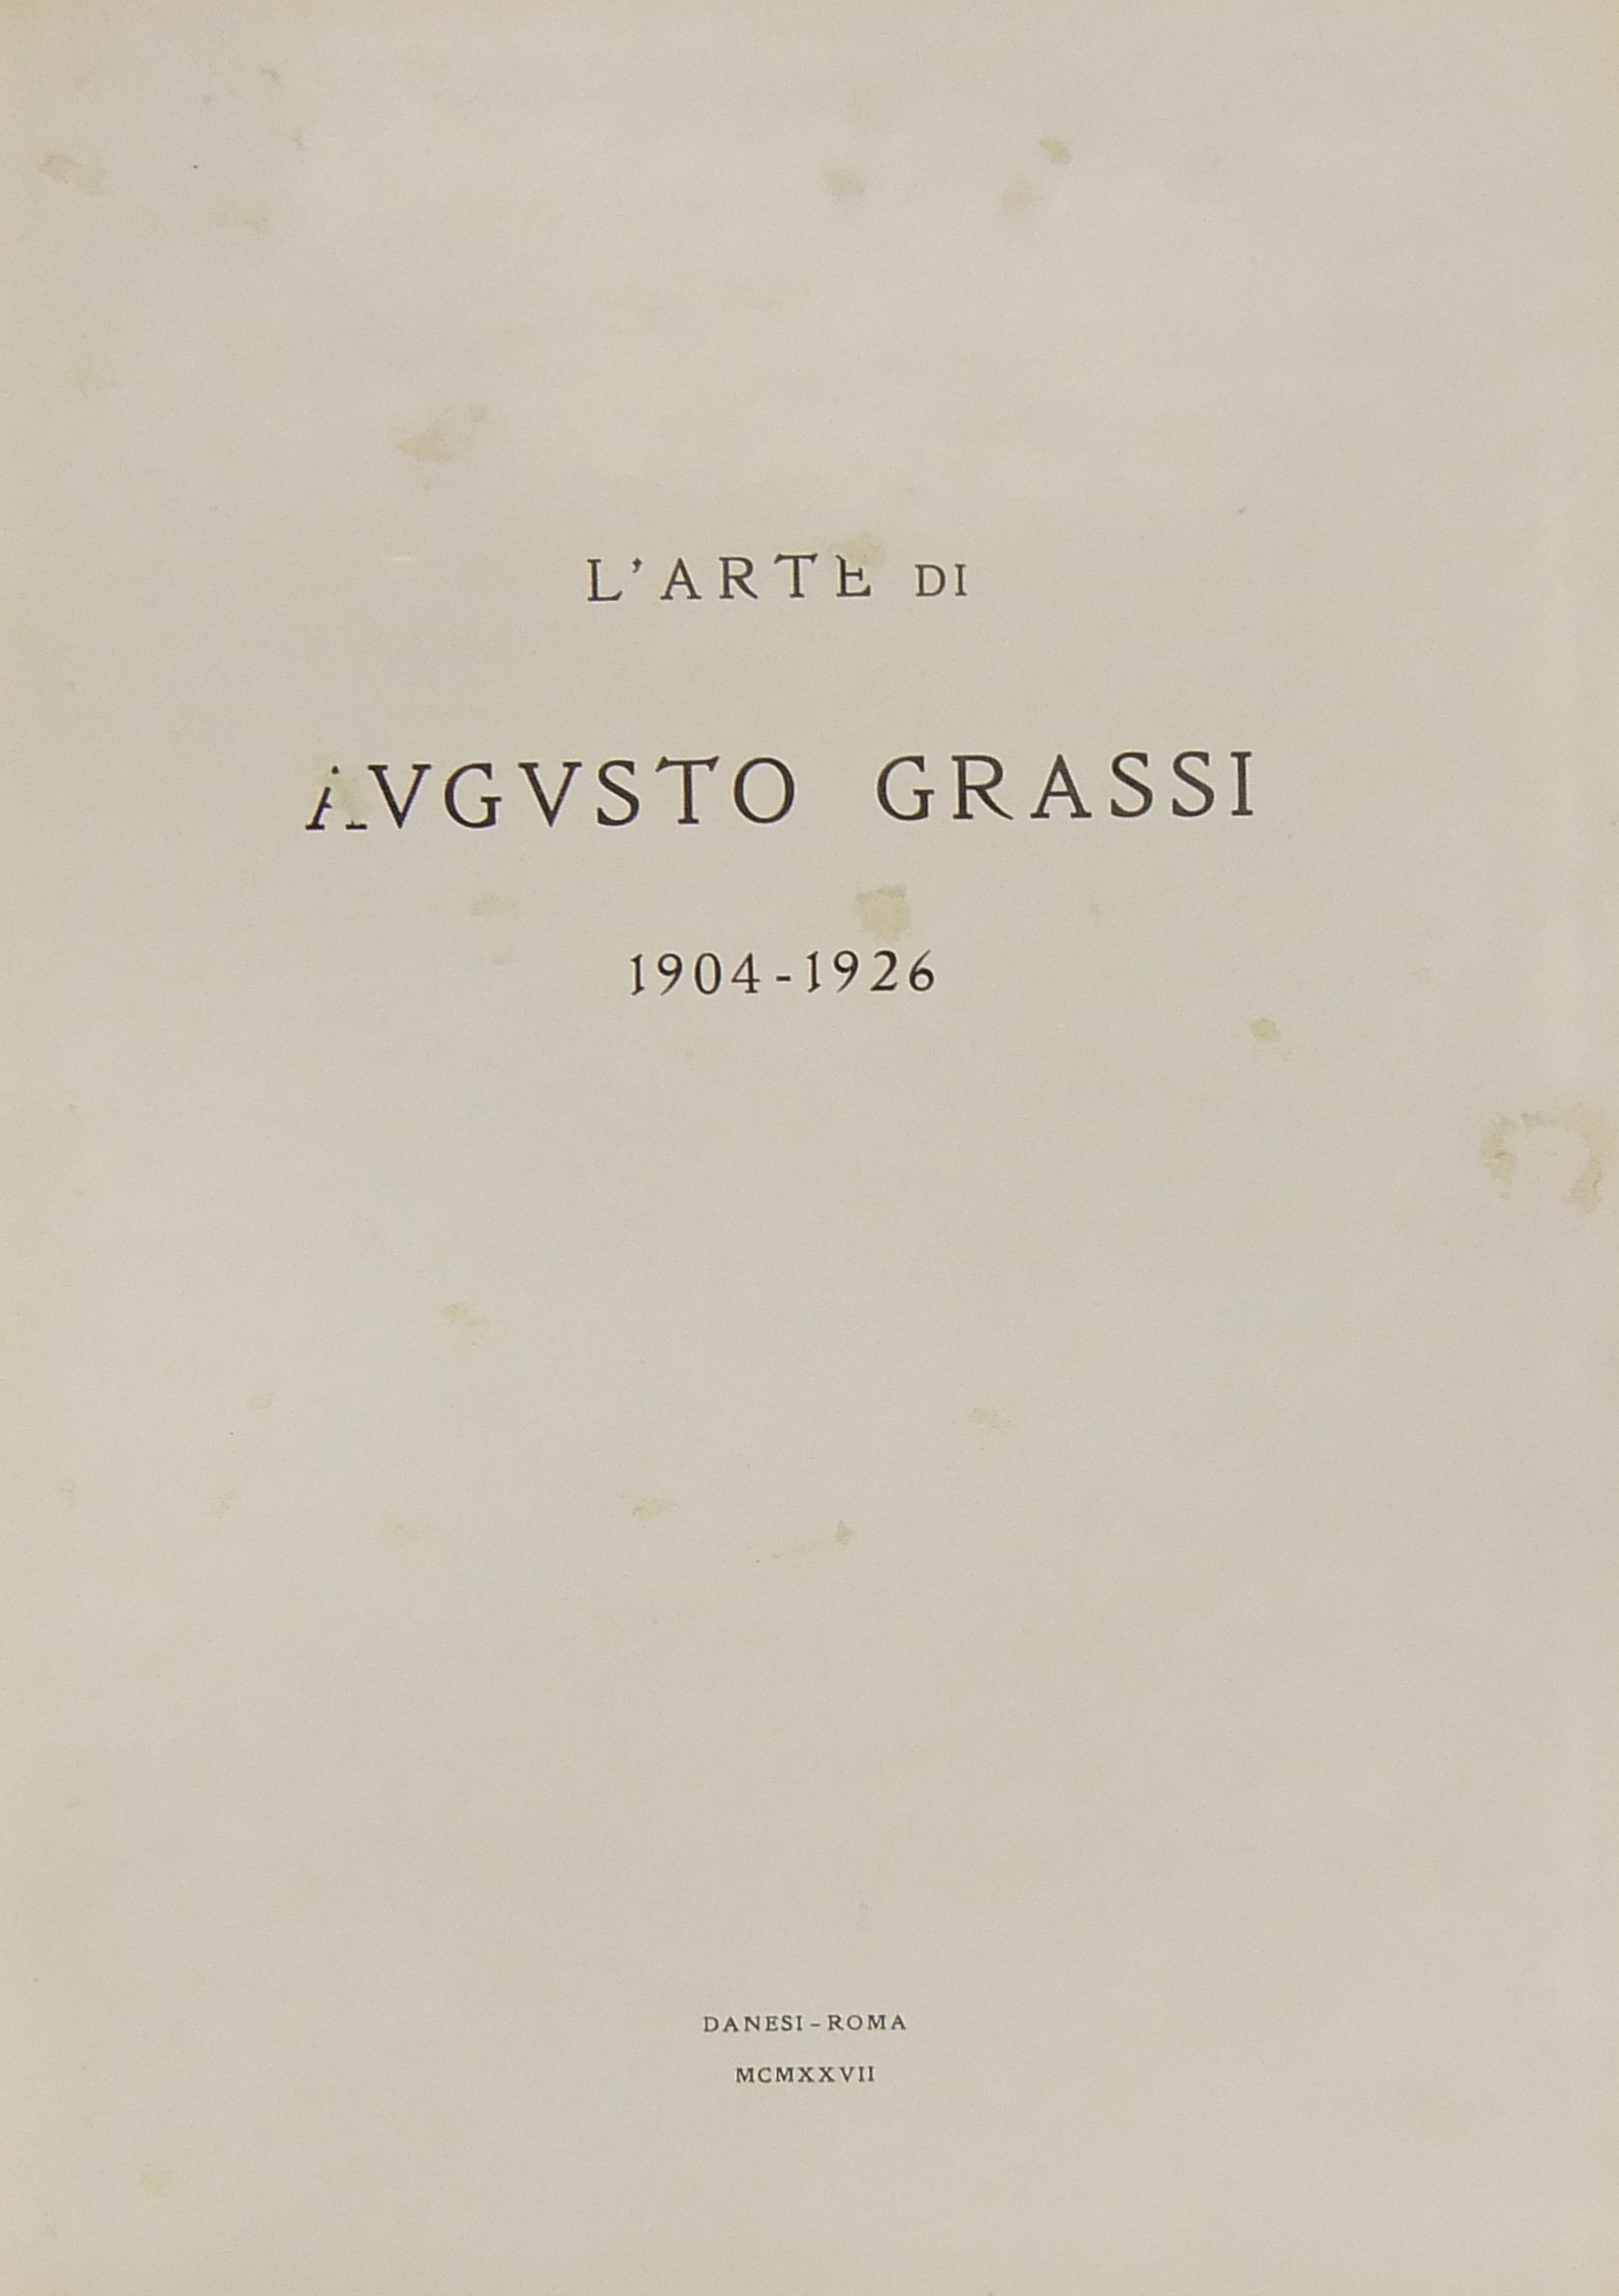 L'ARTE DI
AVGVSTO GRASSI
1904-1926
DANESI-ROMA
MCMXXVII